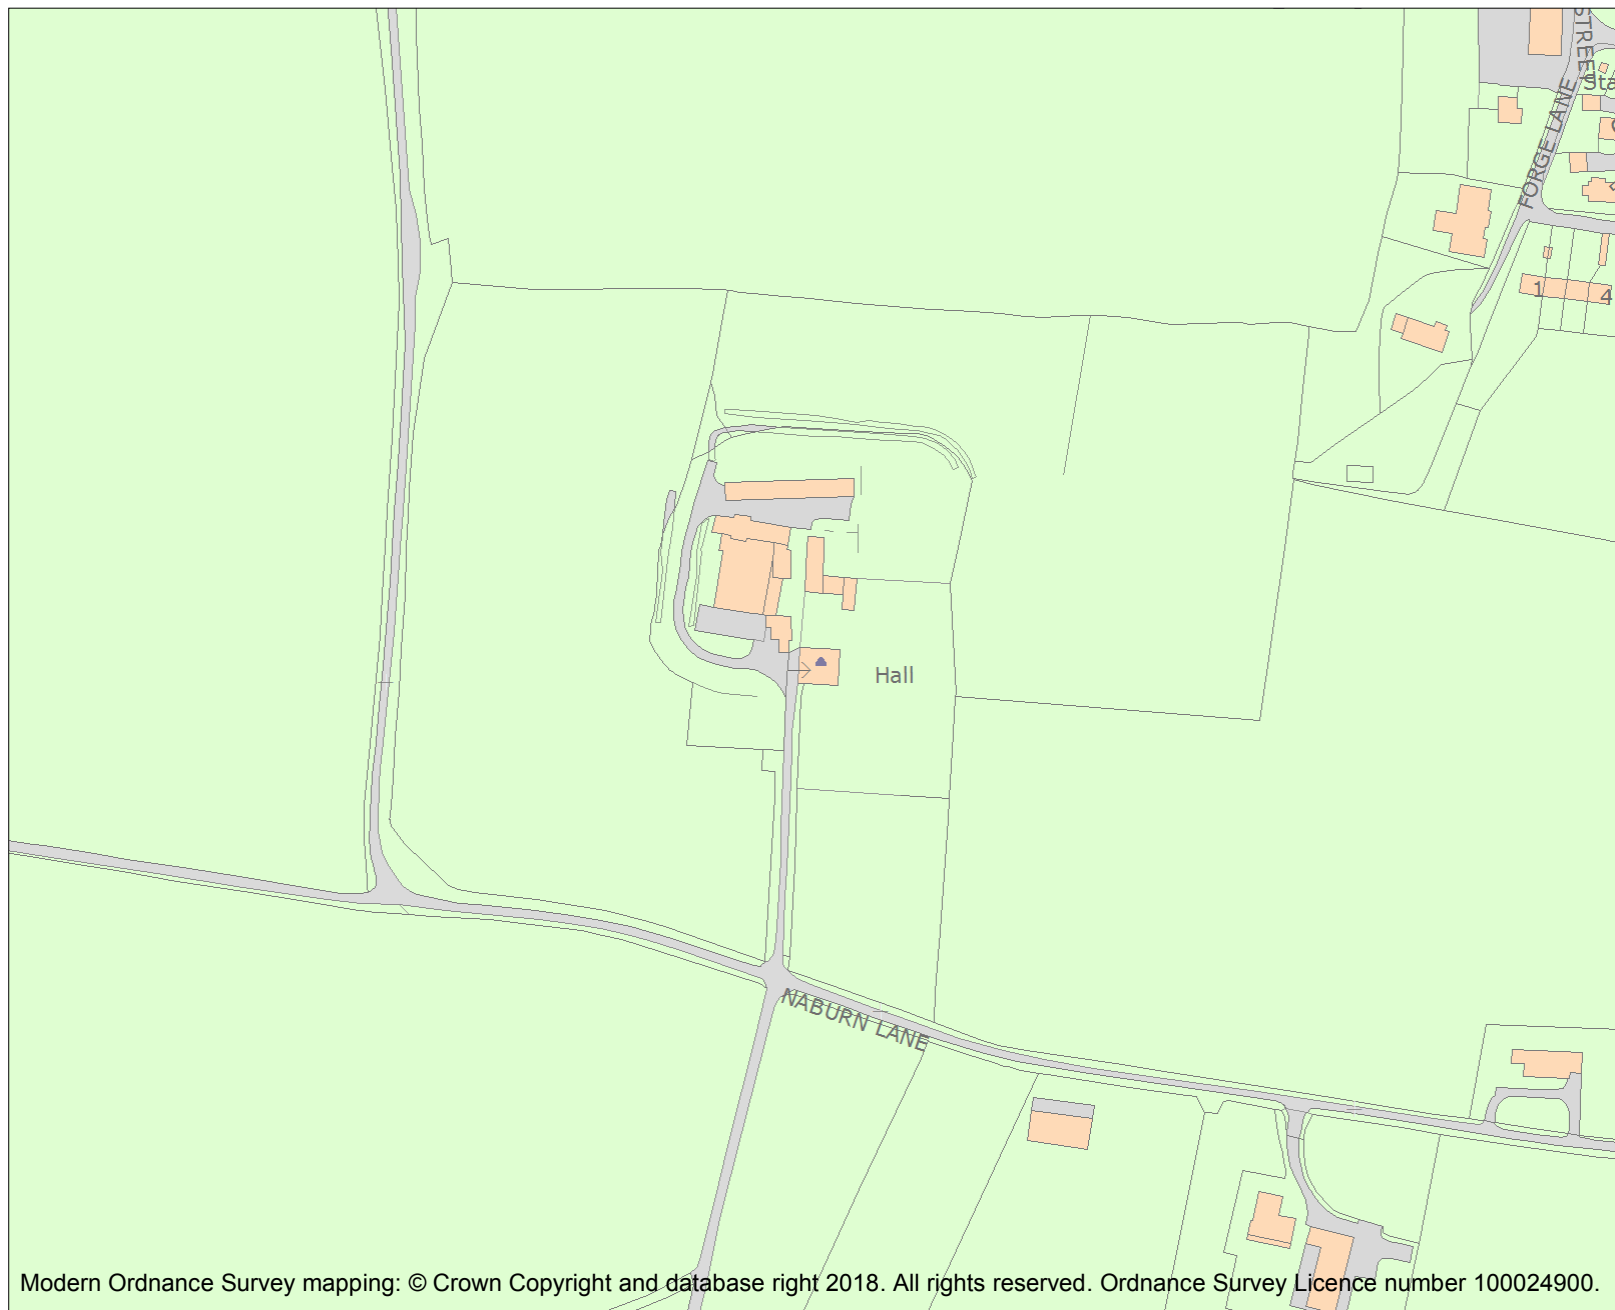 STREET
Sta
FORGE LANE
1
4
Hall
NABURN LANE
Modern Ordnance Survey mapping: © Crown Copyright and database right 2018. All rights reserved. Ordnance Survey Licence number 100024900.